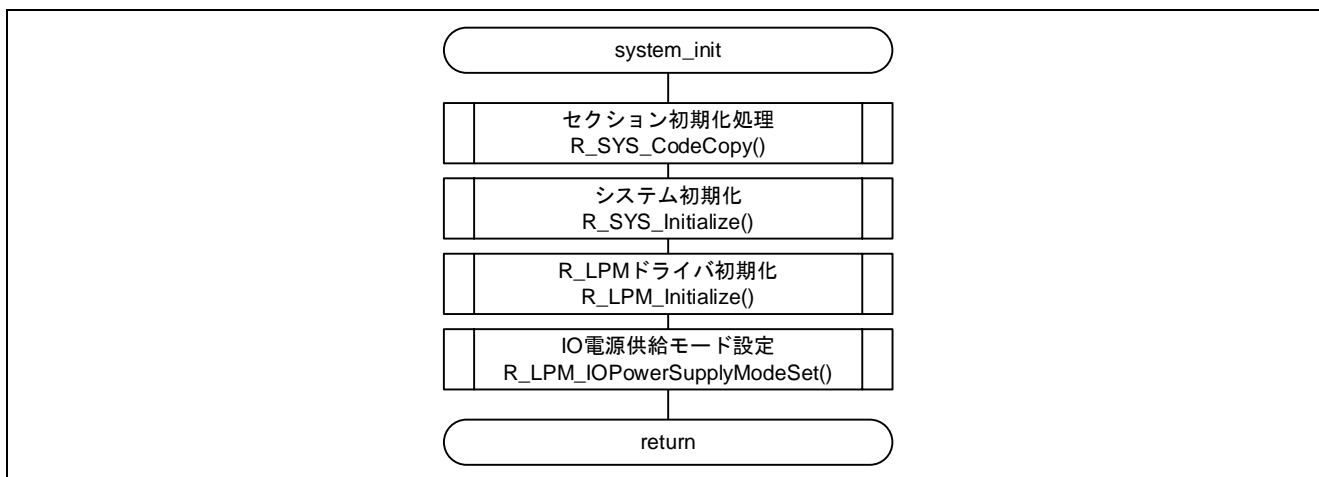 system_init
セクション初期化処理
R_SYS_CodeCopy()
システム初期化
R_SYS_Initialize()
R_LPMドライバ初期化
R_LPM_Initialize()
IO電源供給モード設定
R_LPM_IOPowerSupplyModeSet()
return